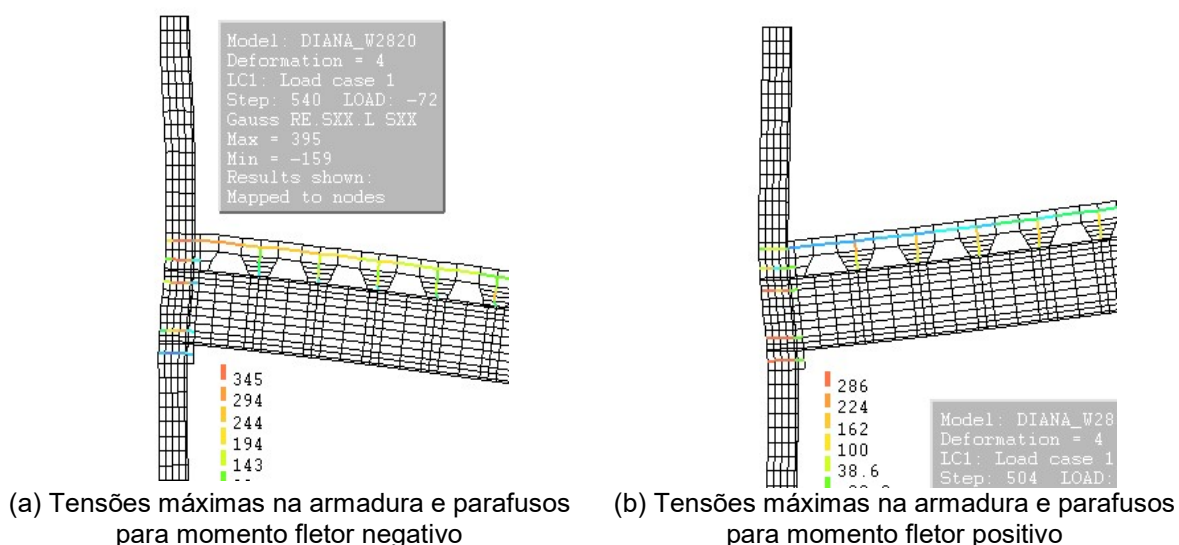 Model: DIANA_W2820
Deformation = 4
LC1: Load case 1
Step: 540 LOAD: -72
Gauss RE.SXX.L SXX
Max = 395
Min = -159
Results shown:
Mapped to nodes
345
294
244
194
143
(a) Tensões máximas na armadura e parafusos
para momento fletor negativo
286
224
162
100
38.6
Model: DIANA_W28
Deformation = 4
LC1: Load case 1
Step: 504 LOAD:
(b) Tensões máximas na armadura e parafusos
para momento fletor positivo